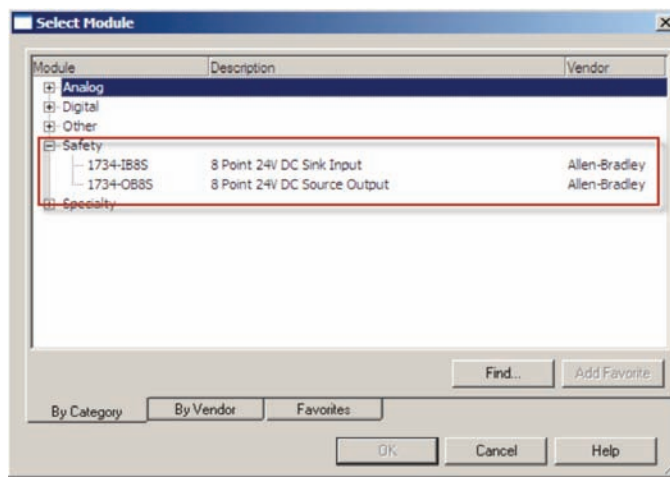 Select Module
Module Description Vendor
Analog
Digital
Other
Safety
1734-IB8S 8 Point 24V DC Sink Input Allen-Bradley
1734-OB8S 8 Point 24V DC Source Output Allen-Bradley
Specialty
Find... Add Favorite
By Category By Vendor Favorites
OK Cancel Help